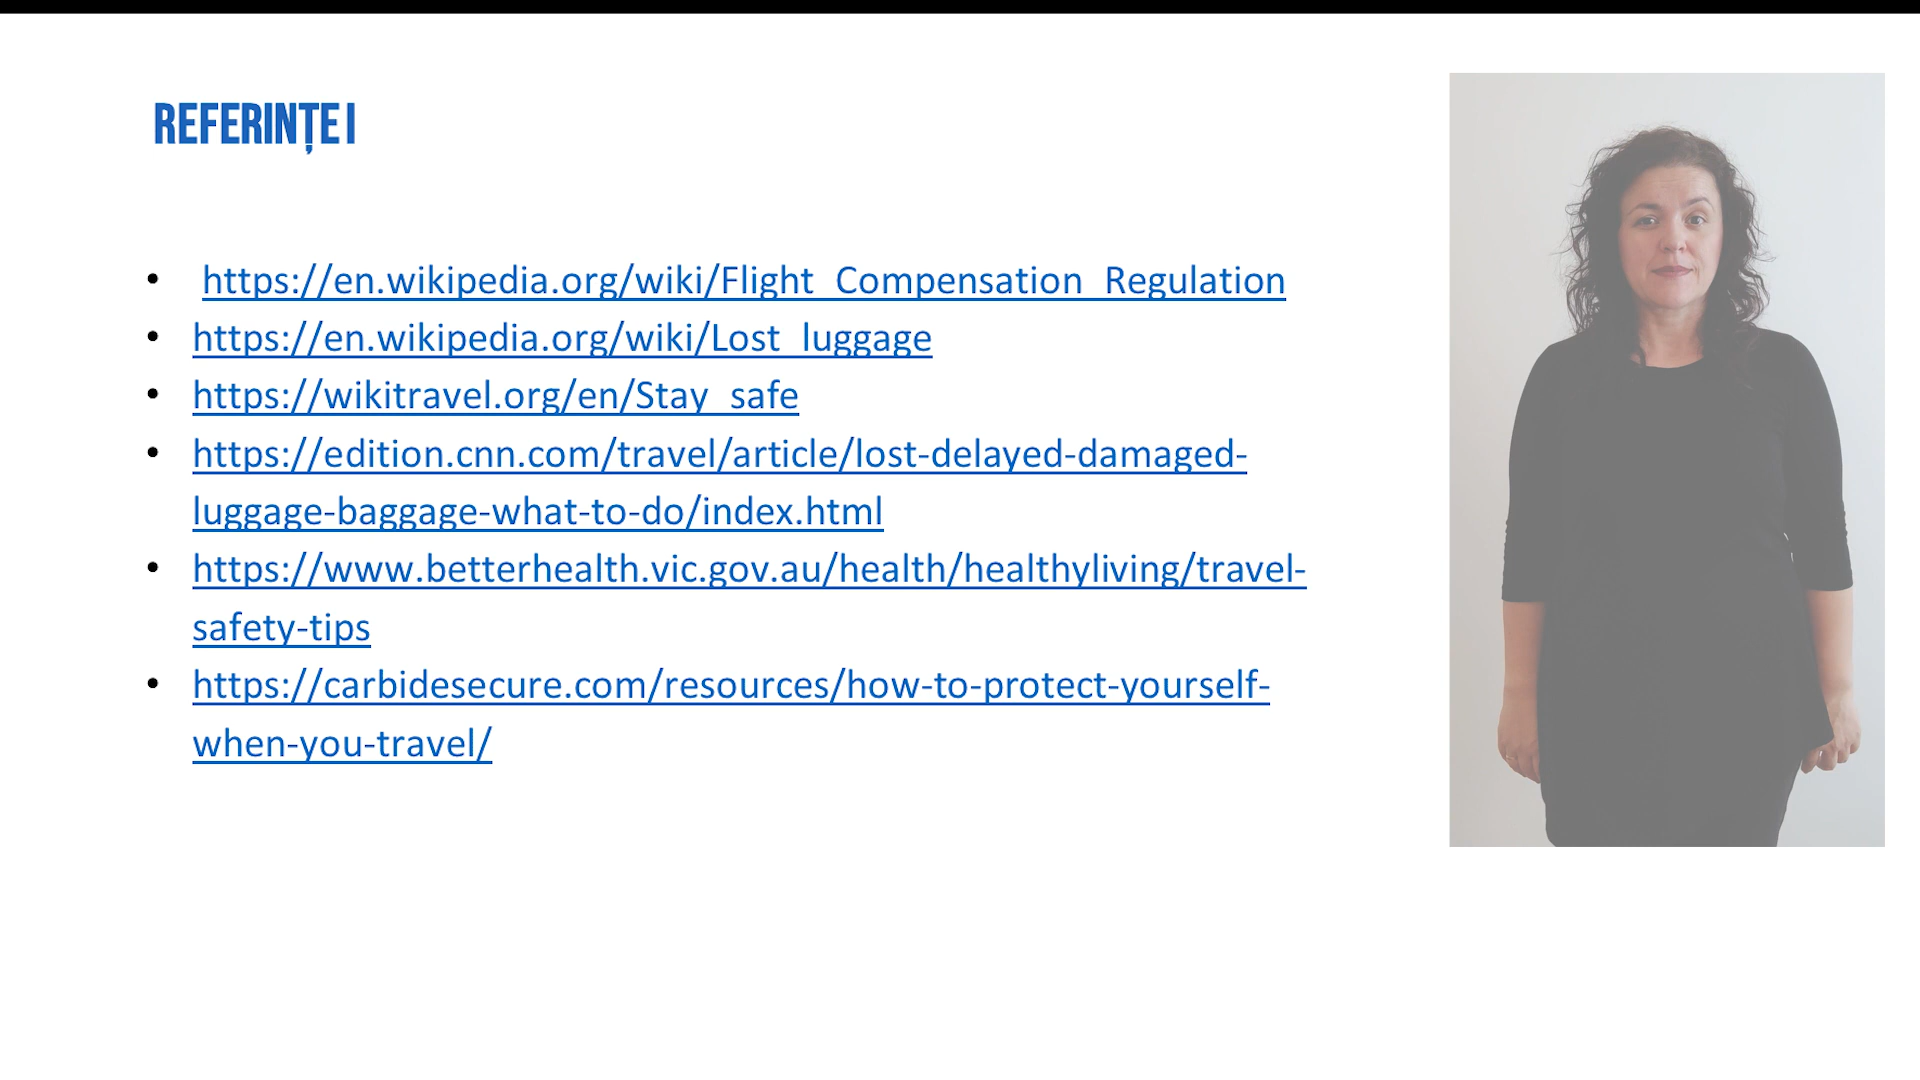 REFERINȚE I
• https://en.wikipedia.org/wiki/Flight_Compensation_Regulation
• https://en.wikipedia.org/wiki/Lost_luggage
• https://wikitravel.org/en/Stay_safe
• https://edition.cnn.com/travel/article/lost-delayed-damaged-
luggage-baggage-what-to-do/index.html
• https://www.betterhealth.vic.gov.au/health/healthyliving/travel-
safety-tips
• https://carbidesecure.com/resources/how-to-protect-yourself-
when-you-travel/